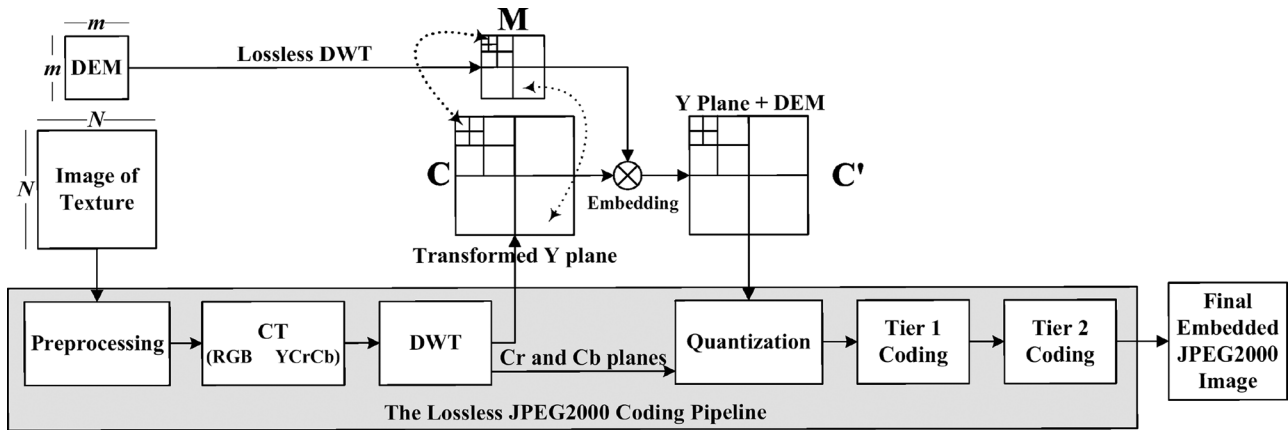 m
m
DEM
Lossless DWT
M
N
N
Image of
Texture
C
Transformed Y plane
Embedding
Y Plane + DEM
C'
Preprocessing
CT
(RGB YCrCb)
DWT
Cr and Cb planes
Quantization
Tier 1
Coding
Tier 2
Coding
Final
Embedded
JPEG2000
Image
The Lossless JPEG2000 Coding Pipeline